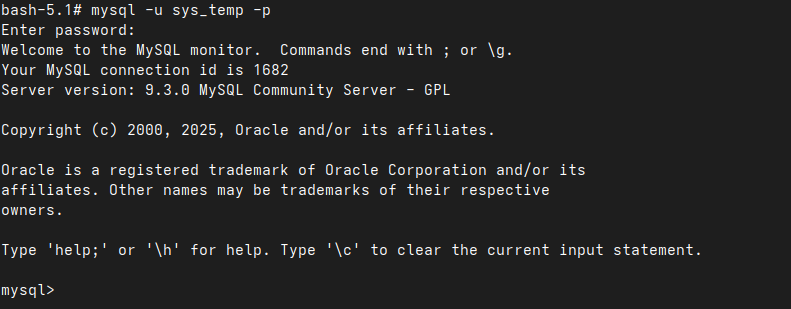 bash-5.1# mysql -u sys_temp -p
Enter password:
Welcome to the MySQL monitor.  Commands end with ; or \g.
Your MySQL connection id is 1682
Server version: 9.3.0 MySQL Community Server - GPL
Copyright (c) 2000, 2025, Oracle and/or its affiliates.
Oracle is a registered trademark of Oracle Corporation and/or its
affiliates. Other names may be trademarks of their respective
owners.
Type 'help;' or '\h' for help. Type '\c' to clear the current input statement.
mysql>